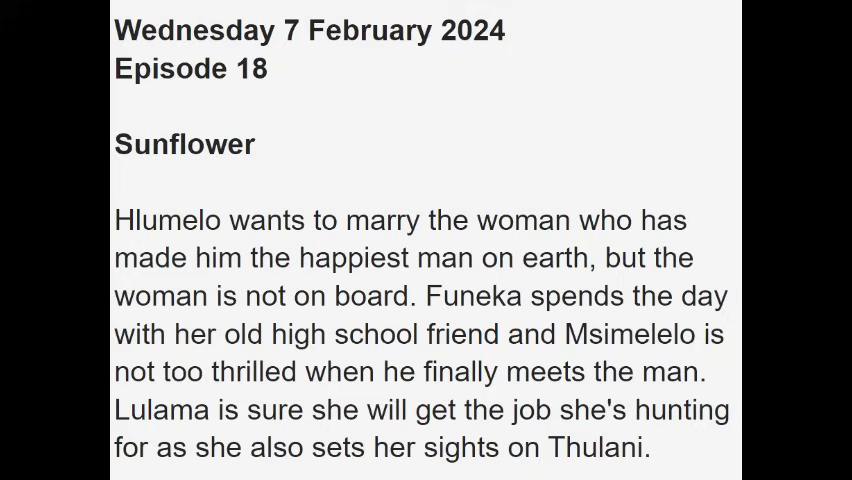 Wednesday 7 February 2024
Episode 18
Sunflower
Hlumelo wants to marry the woman who has
made him the happiest man on earth, but the
woman is not on board. Funeka spends the day
with her old high school friend and Msimelelo is
not too thrilled when he finally meets the man.
Lulama is sure she will get the job she's hunting
for as she also sets her sights on Thulani.